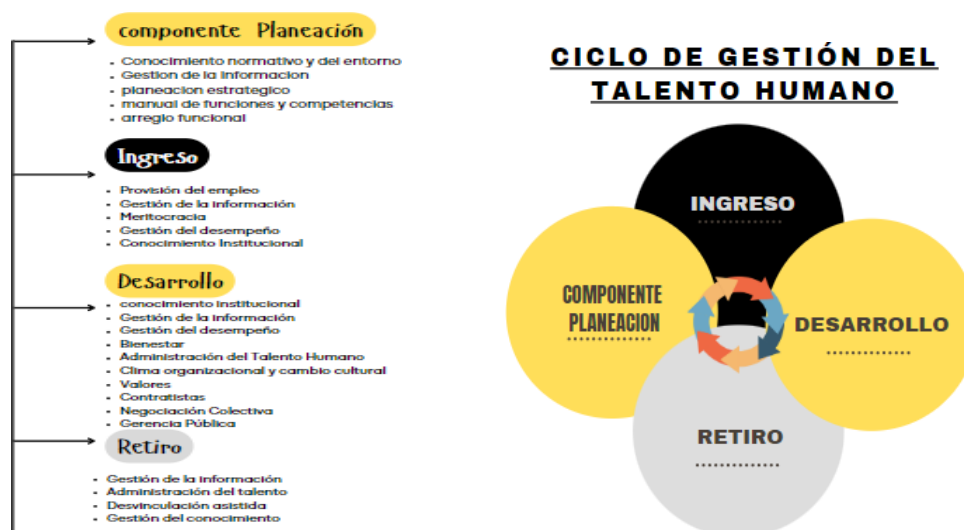 componente Planeación
Conocimiento normativo y del entorno
Gestion de la informacion
planeacion estrategico
manual de funciones y competencias
arreglo funcional
Ingreso
Provisión del empleo
Gestión de la información
Meritocracia
Gestión del desempeño
Conocimiento Institucional
Desarrollo
conocimiento Institucional
Gestión de la información
Gestión del desempeño
Bienestar
Administración del Talento Humano
Clima organizacional y cambio cultural
Valores
Contratistas
Negociación Colectiva
Gerencia Pública
Retiro
Gestión de la información
Administración del talento
Desvinculación asistida
Gestión del conocimiento
CICLO DE GESTIÓN DEL
TALENTO HUMANO
INGRESO
COMPONENTE
PLANEACION
DESARROLLO
RETIRO